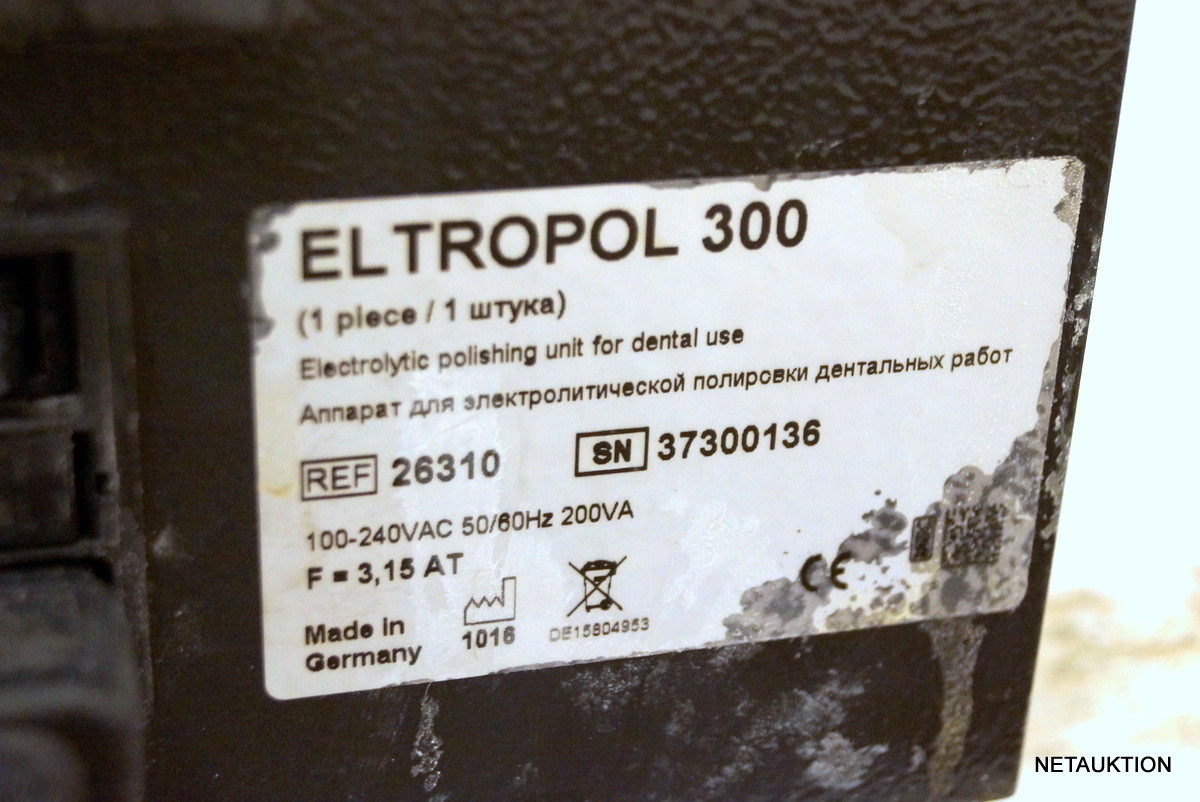 ELTROPOL 300
(1 piece / 1 штука)
Electrolytic polishing unit for dental use
Аппарат для электролитической полировки дентальных работ
REF 26310 SN 37300136
100-240VAC 50/60Hz 200VA
F = 3,15 AT
Made in
Germany
1016
DE15804953
CE
NETAUKTION